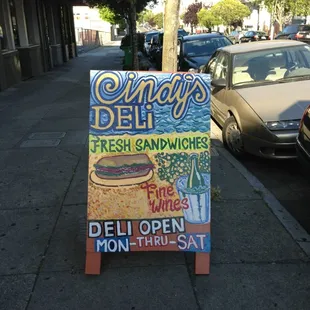 Cindy's
DELi
FRESH SANDWICHES
FiNE
WINES
DELI OPEN
MON-THRU-SAT